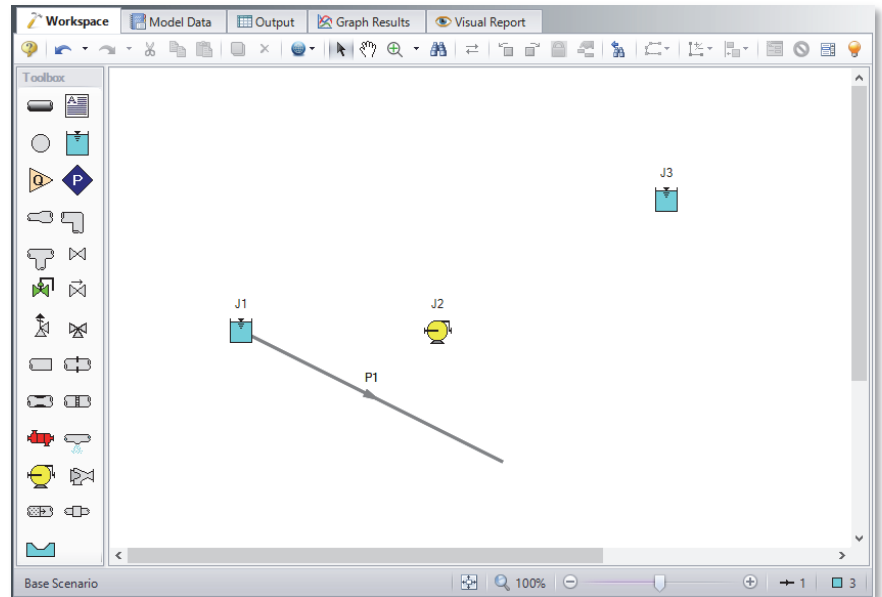 Workspace Model Data Output Graph Results Visual Report
Toolbox
A
Q P
J3
J1 J2
P1
Base Scenario 100% 1 3